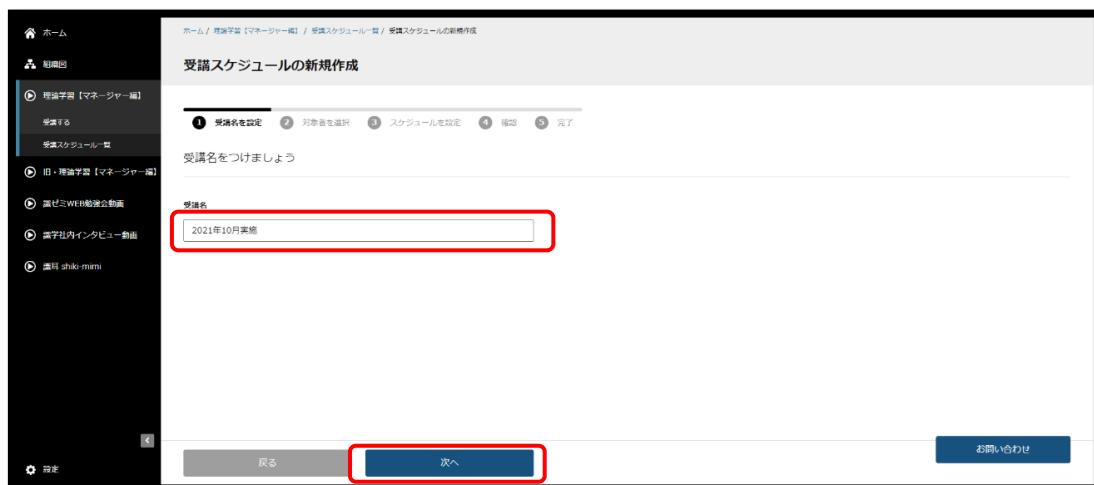 ホーム
組織図
理論学習【マネージャー編】
受講する
受講スケジュール一覧
旧・理論学習【マネージャー編】
識ゼミWEB勉強会動画
識学社内インタビュー動画
識耳 shiki-mimi
設定
ホーム / 理論学習【マネージャー編】 / 受講スケジュール一覧 / 受講スケジュールの新規作成
受講スケジュールの新規作成
1 受講名を設定 2 対象者を選択 3 スケジュールを設定 4 確認 5 完了
受講名をつけましょう
受講名
2021年10月実施
戻る
次へ
お問い合わせ